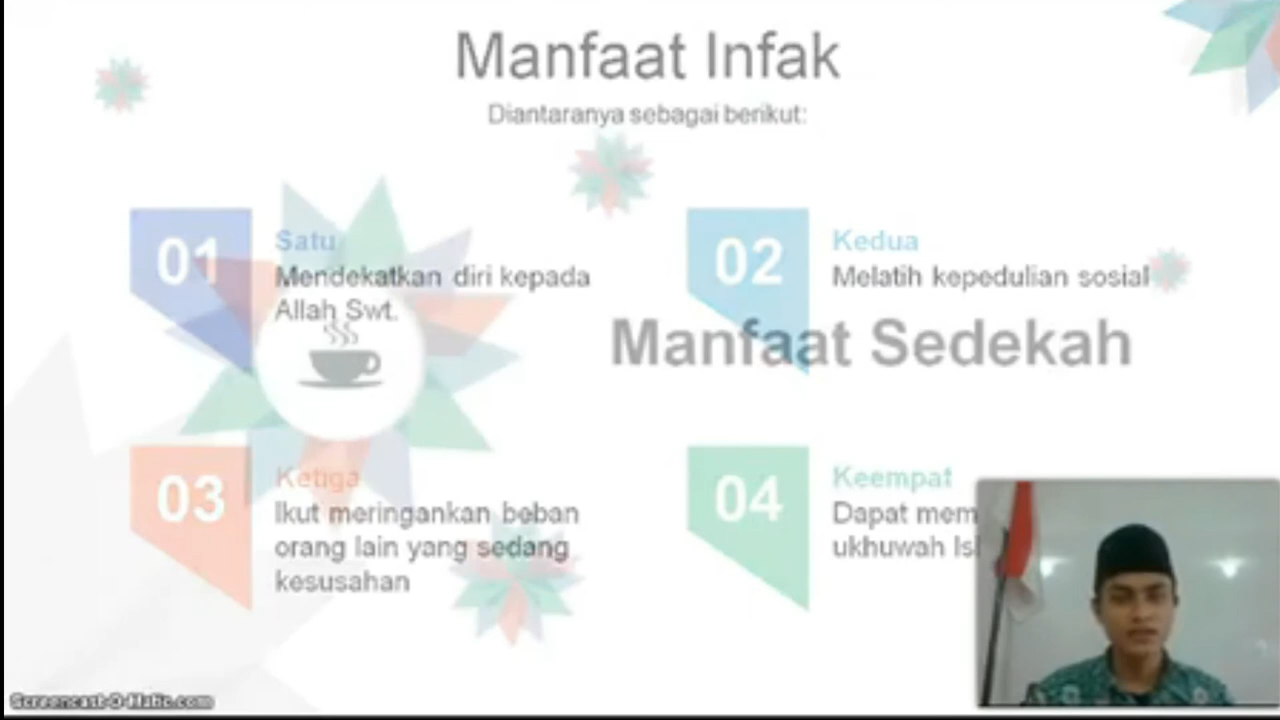 Manfaat Infak
Diantaranya sebagai berikut:
01
Satu
Mendekatkan diri kepada
Allah Swt.
02
Kedua
Melatih kepedulian sosial
Manfaat Sedekah
03
Ketiga
Ikut meringankan beban
orang lain yang sedang
kesusahan
04
Keempat
Dapat mem
ukhuwah Is
Screencast-O-Matic.com